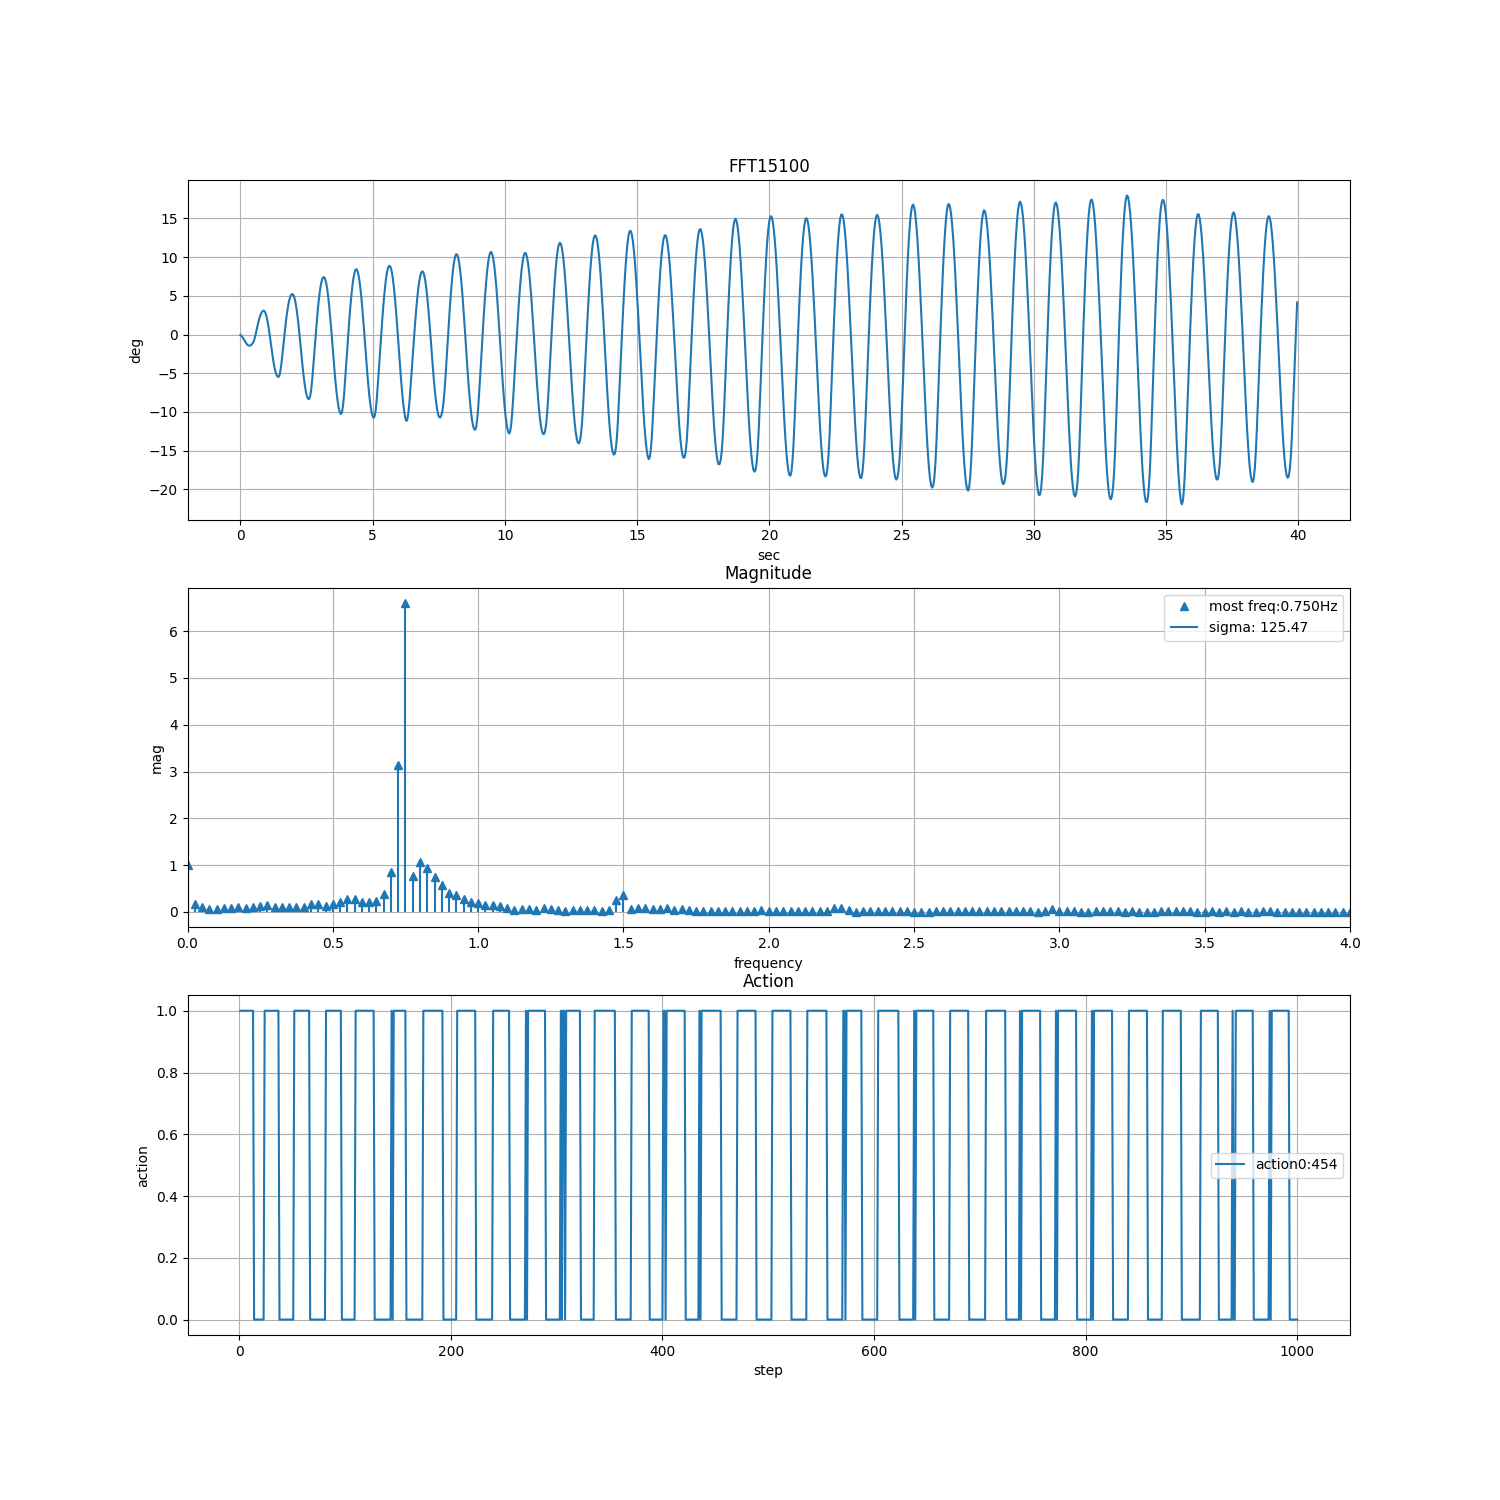 FFT15100
15
10
5
0
−5
−10
−15
−20
deg
0 5 10 15 20 25 30 35 40
sec
Magnitude
most freq:0.750Hz
sigma: 125.47
6
5
4
3
2
1
0
mag
0.0 0.5 1.0 1.5 2.0 2.5 3.0 3.5 4.0
frequency
Action
1.0
0.8
0.6
0.4
0.2
0.0
action
action0:454
0 200 400 600 800 1000
step